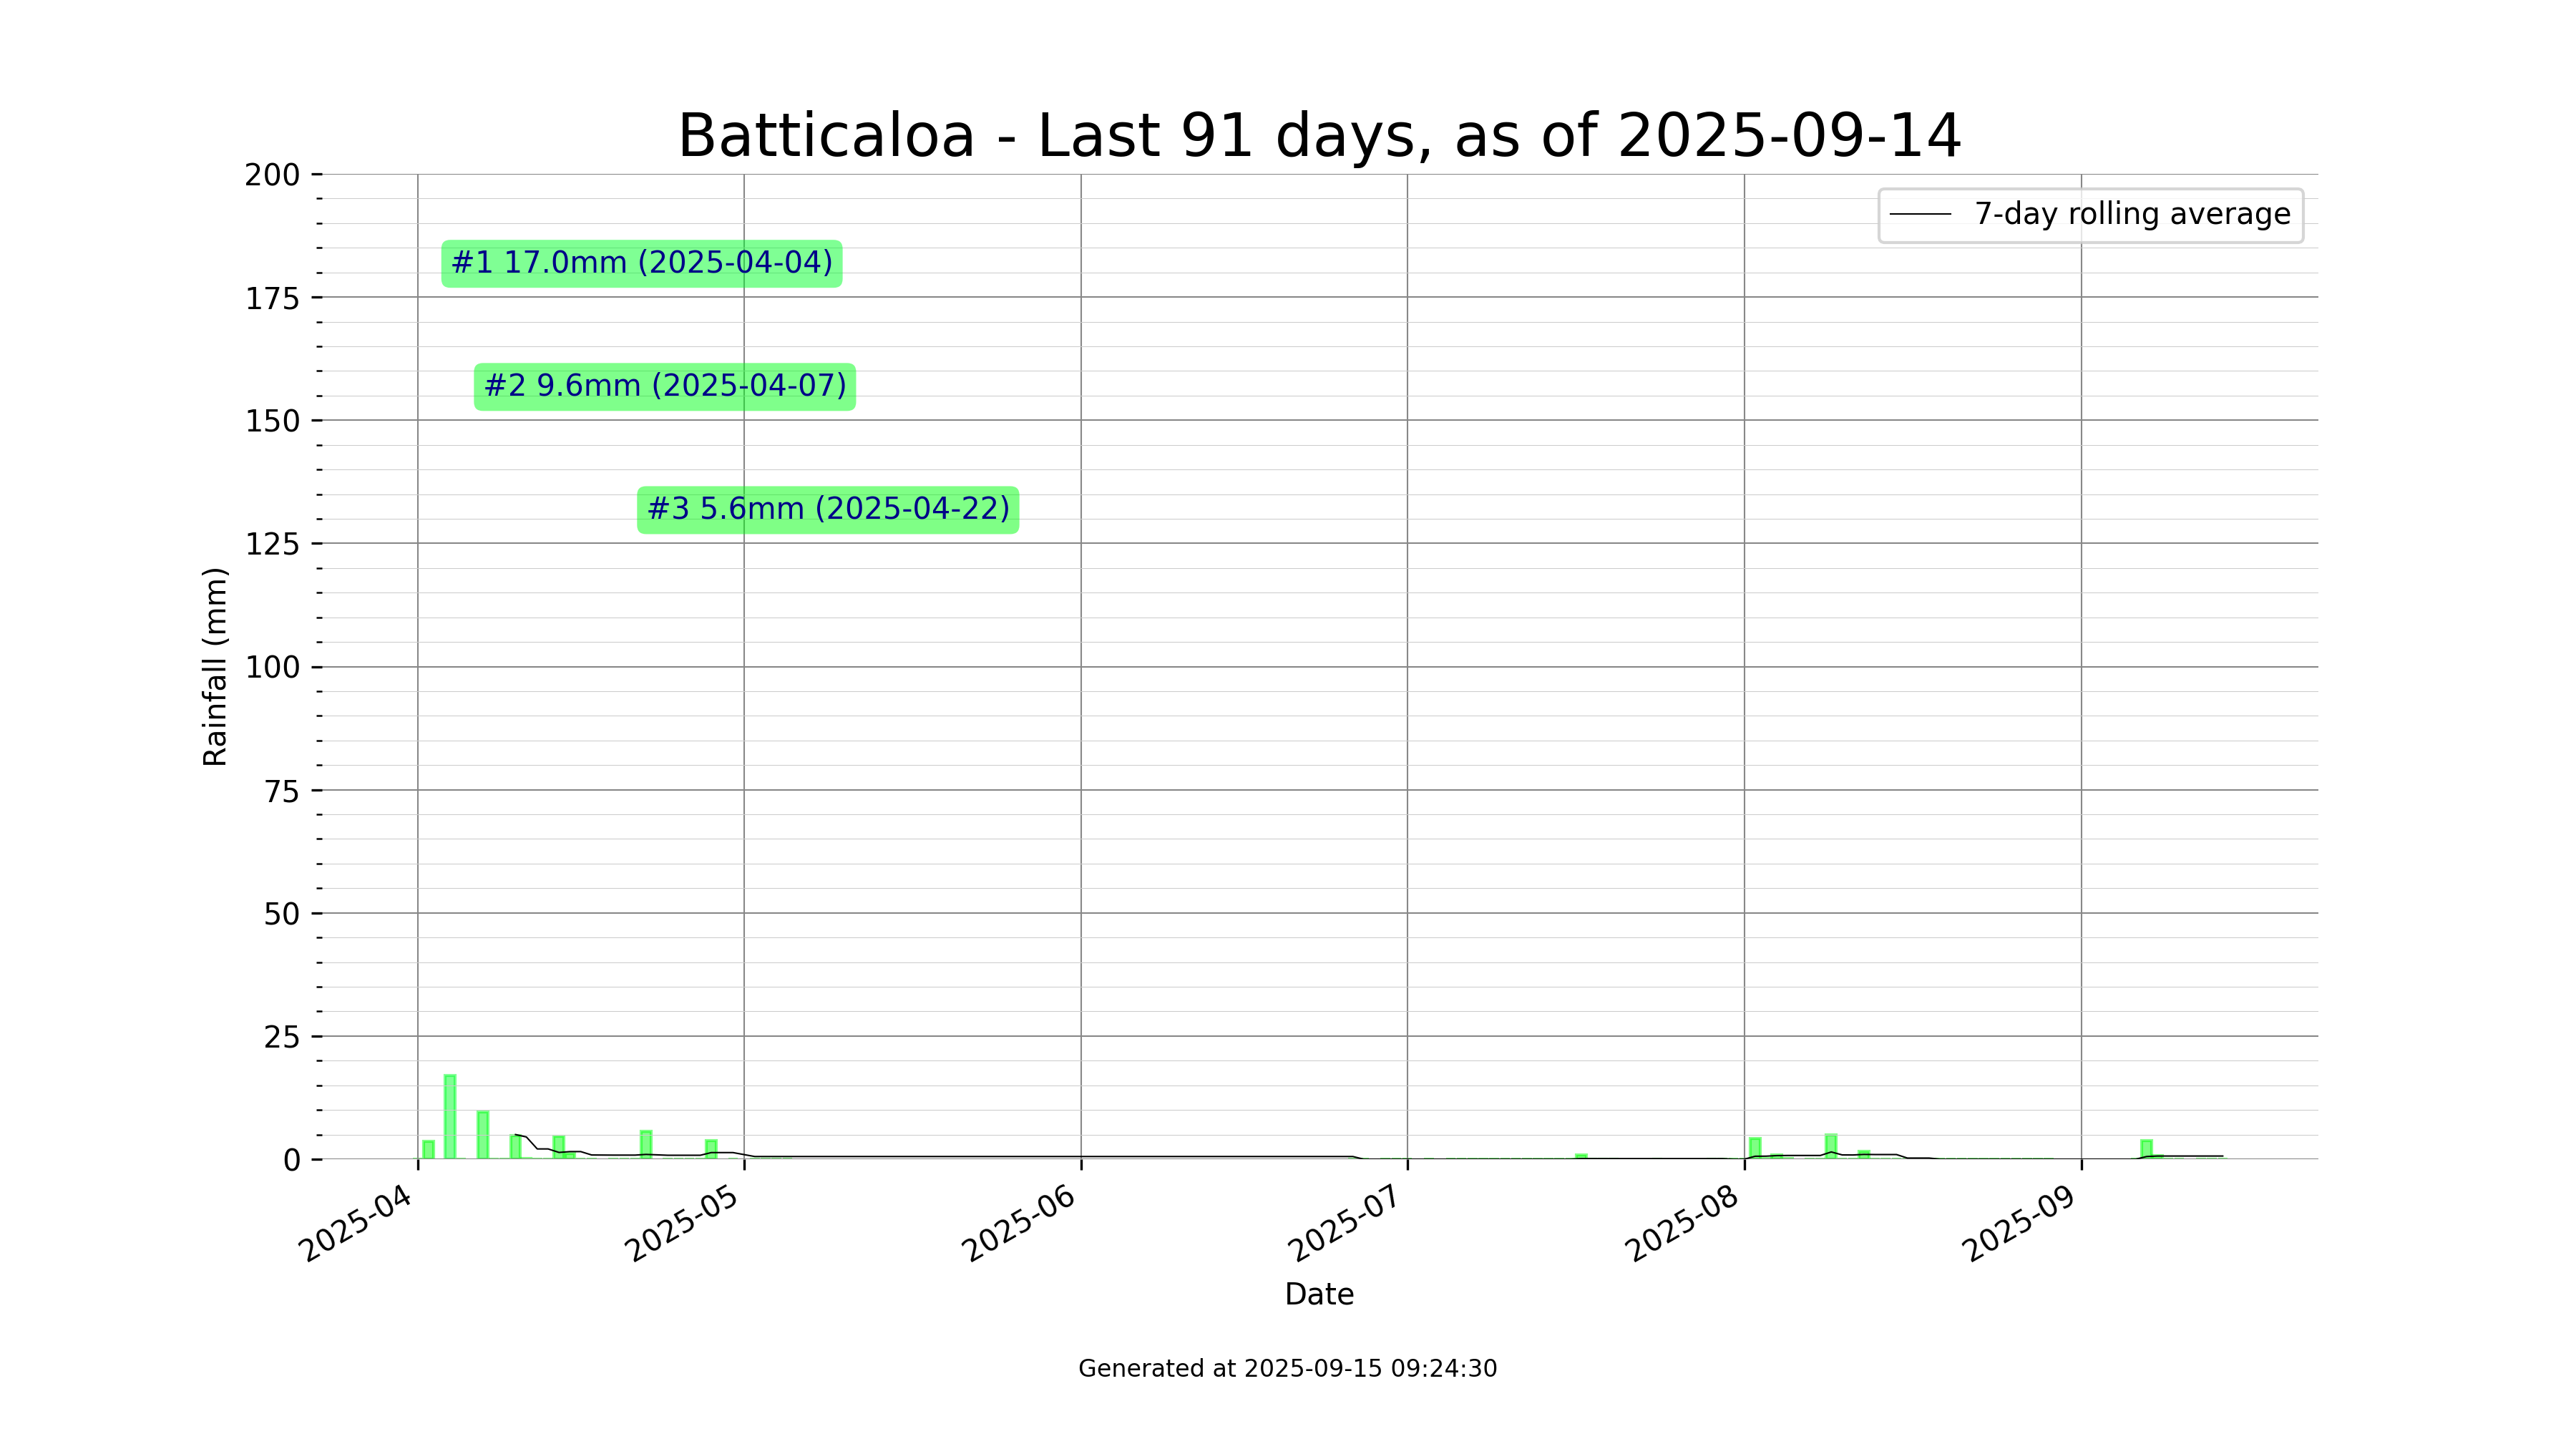 Batticaloa - Last 91 days, as of 2025-09-14
200
175
150
125
100
75
50
25
0
Rainfall (mm)
7-day rolling average
#1 17.0mm (2025-04-04)
#2 9.6mm (2025-04-07)
#3 5.6mm (2025-04-22)
2025-04
2025-05
2025-06
2025-07
2025-08
2025-09
Date
Generated at 2025-09-15 09:24:30